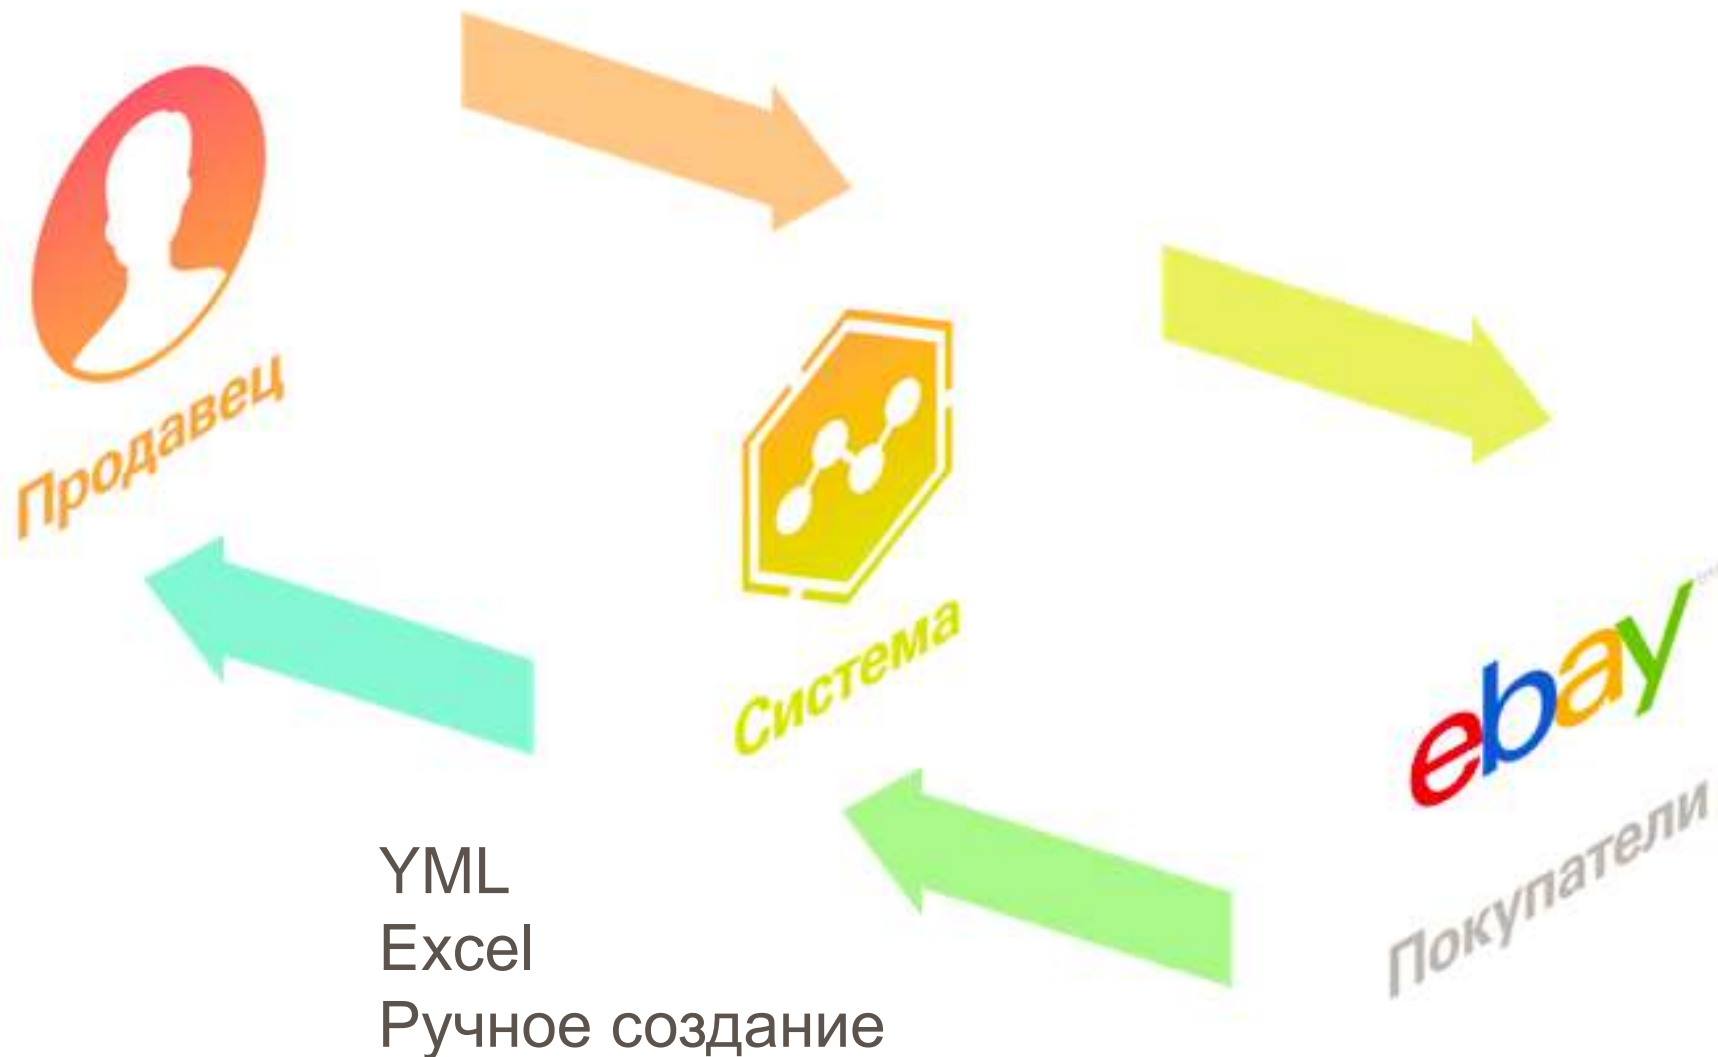 Продавец
Система
ebay
Покупатели
YML
Excel
Ручное создание